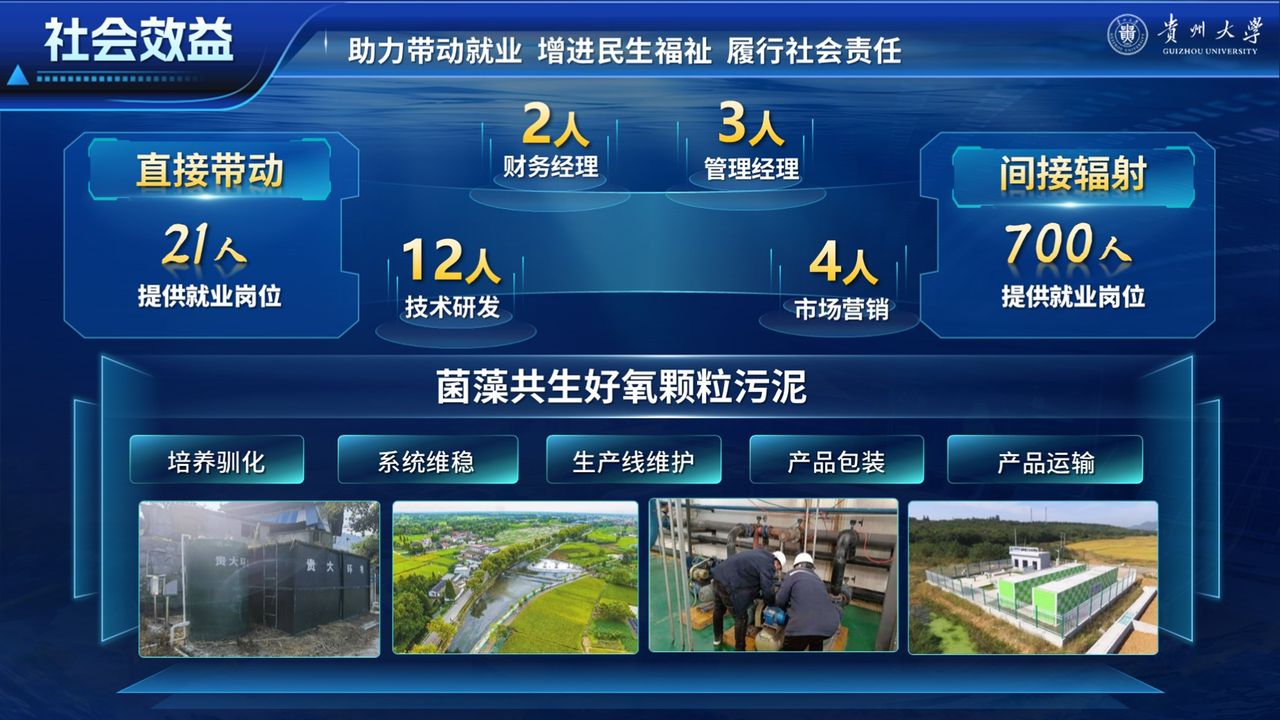 社会效益
助力带动就业 增进民生福祉 履行社会责任
貴州大学
GUIZHOU UNIVERSITY
直接带动
21人
提供就业岗位
2人
财务经理
3人
管理经理
12人
技术研发
4人
市场营销
间接辐射
700人
提供就业岗位
菌藻共生好氧颗粒污泥
培养驯化
系统维稳
生产线维护
产品包装
产品运输
贵大环
贵大环